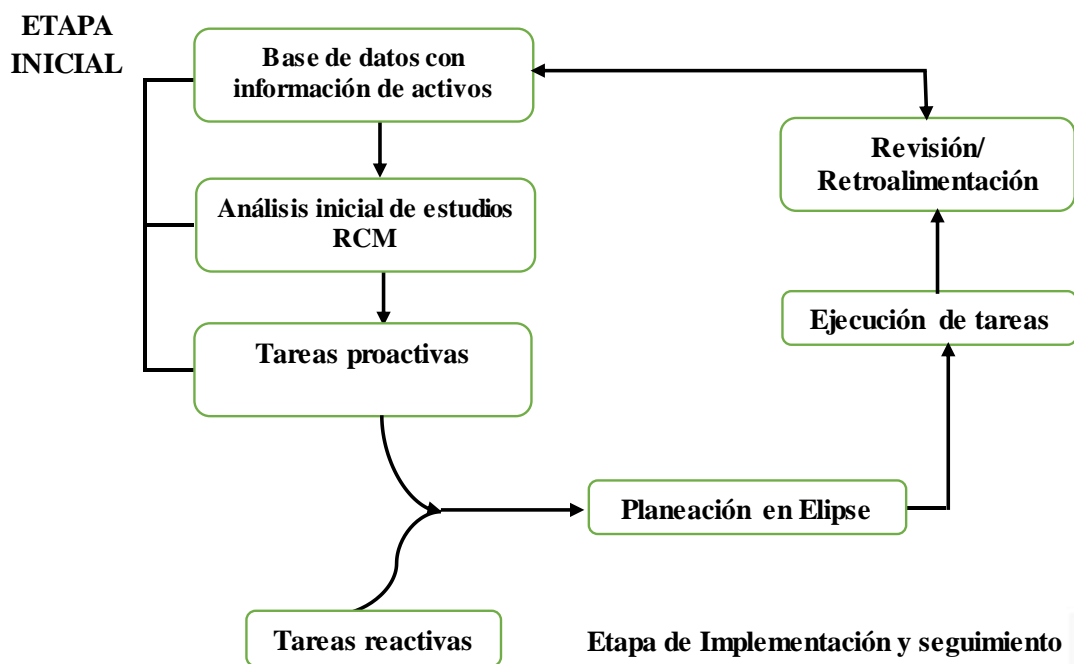 ETAPA
INICIAL
Base de datos con
información de activos
Análisis inicial de estudios
RCM
Tareas proactivas
Revisión/
Retroalimentación
Ejecución de tareas
Planeación en Elipse
Tareas reactivas
Etapa de Implementación y seguimiento